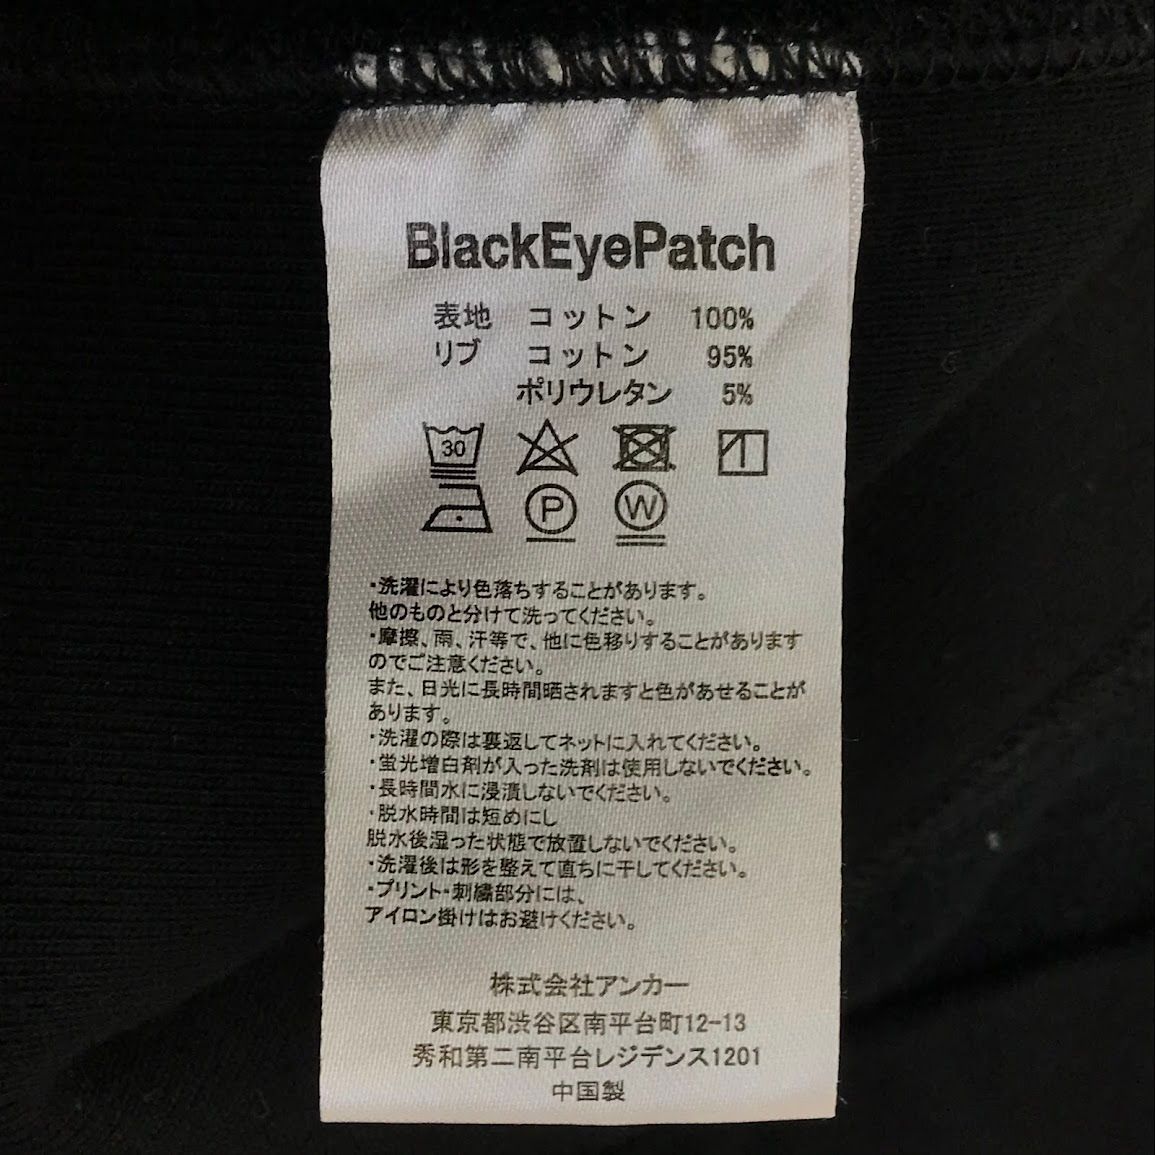 BlackEyePatch
表地 コットン 100%
リブ コットン 95%
ポリウレタン 5%
30
P W
・洗濯により色落ちすることがあります。
他のものと分けて洗ってください。
・摩擦、雨、汗等で、他に色移りすることがあります
のでご注意ください。
また、日光に長時間晒されますと色があせることが
あります。
・洗濯の際は裏返してネットに入れてください。
・蛍光増白剤が入った洗剤は使用しないでください。
・長時間水に浸漬しないでください。
・脱水時間は短めにし
脱水後湿った状態で放置しないでください。
・洗濯後は形を整えて直ちに干してください。
・プリント・刺繍部分には、
アイロン掛けはお避けください。
株式会社アンカー
東京都渋谷区南平台町12-13
秀和第二南平台レジデンス1201
中国製